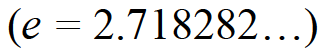 (e = 2.718282…)